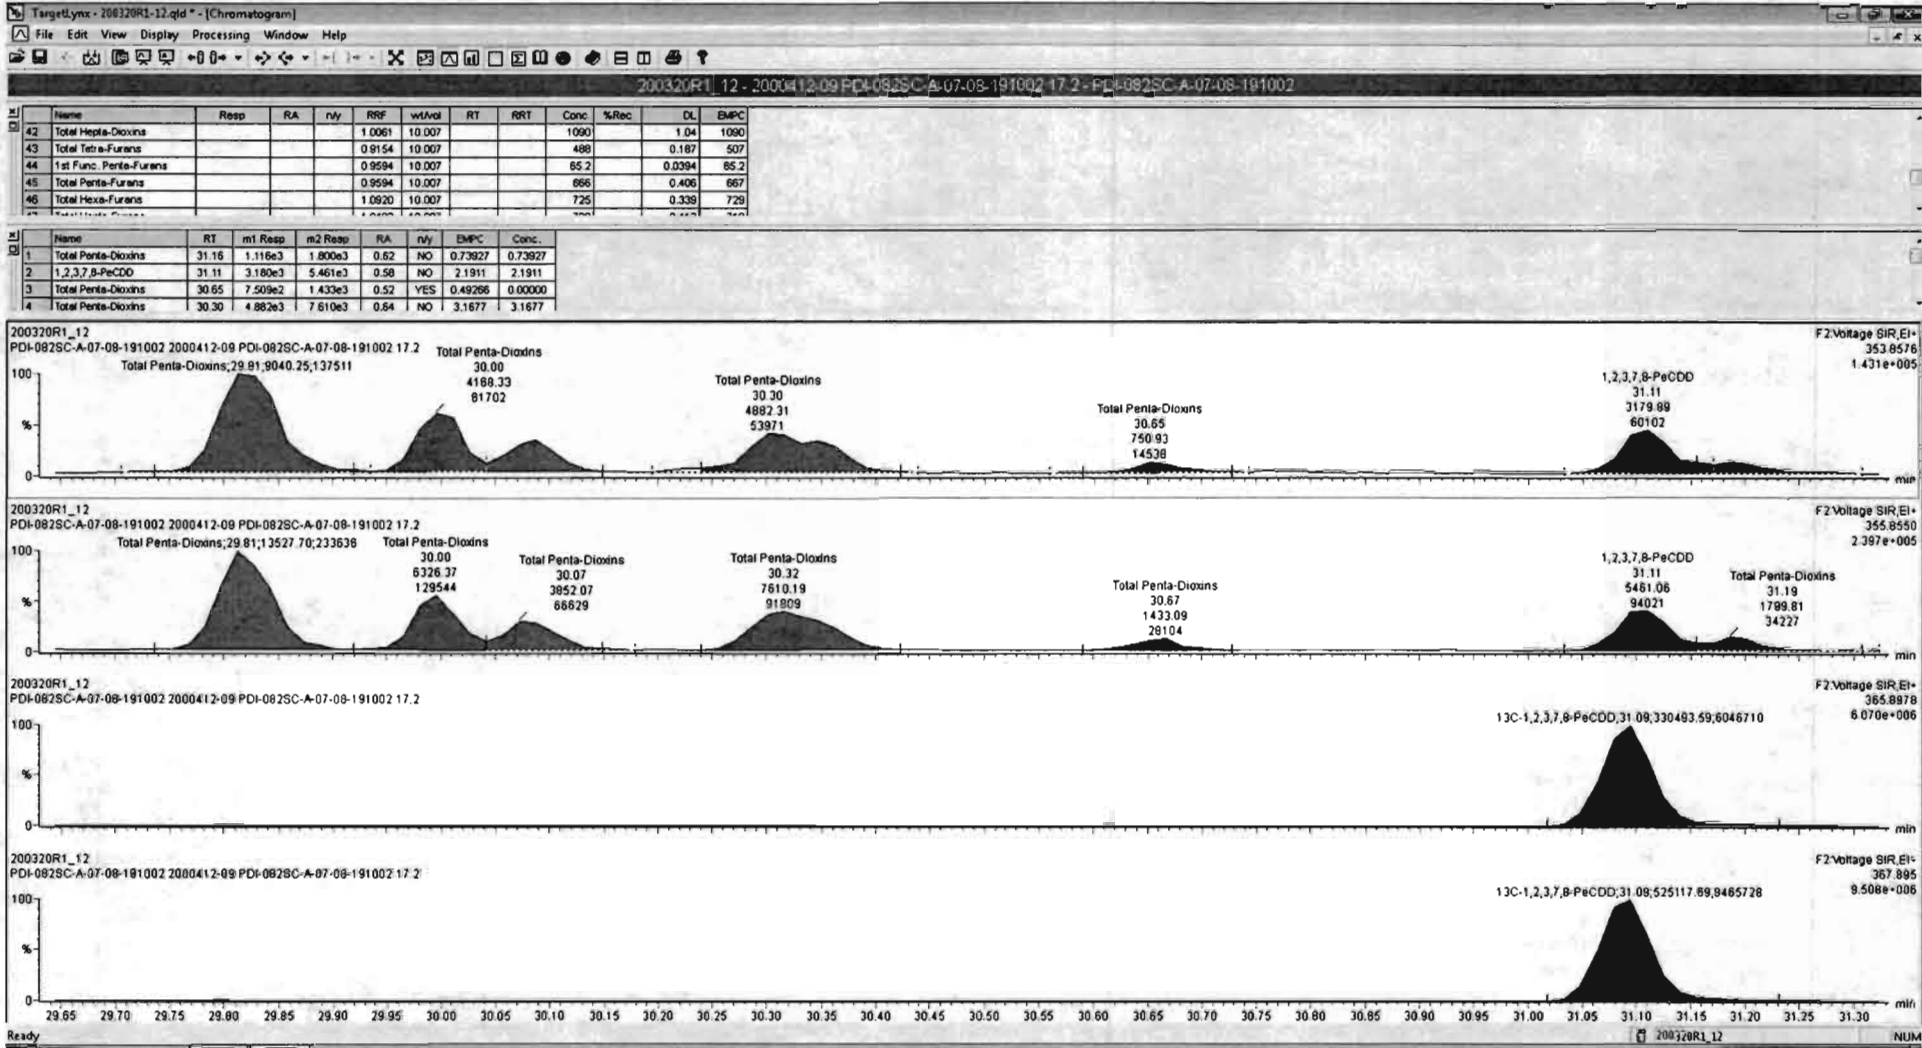 TargetLynx - 200320R1-12.qld * - [Chromatogram]
File Edit View Display Processing Window Help
200320R1_12 - 2000412-09 PDI-082SC-A-07-08-191002 17.2 - PDI-082SC-A-07-08-191002
Name Resp RA n/y RRF wt/vol RT RRT Conc %Rec DL EMPC
42 Total Hepta-Dioxins 1.0061 10.007 1090 1.04 1090
43 Total Tetra-Furans 0.9154 10.007 488 0.187 507
44 1st Func. Penta-Furans 0.9594 10.007 65.2 0.0394 65.2
45 Total Penta-Furans 0.9594 10.007 666 0.406 667
46 Total Hexa-Furans 1.0920 10.007 725 0.339 729
Name RT m1 Resp m2 Resp RA n/y EMPC Conc.
1 Total Penta-Dioxins 31.16 1.116e3 1.800e3 0.62 NO 0.73927 0.73927
2 1,2,3,7,8-PeCDD 31.11 3.180e3 5.461e3 0.58 NO 2.1911 2.1911
3 Total Penta-Dioxins 30.65 7.509e2 1.433e3 0.52 YES 0.49266 0.00000
4 Total Penta-Dioxins 30.30 4.882e3 7.610e3 0.64 NO 3.1677 3.1677
200320R1_12
PDI-082SC-A-07-08-191002 2000412-09 PDI-082SC-A-07-08-191002 17.2
F2:Voltage SIR,EI+
353.8576
1.431e+005
Total Penta-Dioxins;29.81;9040.25;137511
Total Penta-Dioxins
30.00
4188.33
81702
Total Penta-Dioxins
30.30
4882.31
53971
Total Penta-Dioxins
30.65
750.93
14538
1,2,3,7,8-PeCDD
31.11
3179.89
60102
100
%
0
min
200320R1_12
PDI-082SC-A-07-08-191002 2000412-09 PDI-082SC-A-07-08-191002 17.2
F2:Voltage SIR,EI+
355.8550
2.397e+005
Total Penta-Dioxins;29.81;13527.70;233636
Total Penta-Dioxins
30.00
6326.37
129544
Total Penta-Dioxins
30.07
3852.07
66629
Total Penta-Dioxins
30.32
7610.19
91809
Total Penta-Dioxins
30.67
1433.09
28104
1,2,3,7,8-PeCDD
31.11
5461.06
94021
Total Penta-Dioxins
31.19
1799.81
34227
100
%
0
min
200320R1_12
PDI-082SC-A-07-08-191002 2000412-09 PDI-082SC-A-07-08-191002 17.2
F2:Voltage SIR,EI+
365.8978
6.070e+006
13C-1,2,3,7,8-PeCDD;31.09;330493.59;6046710
100
%
0
min
200320R1_12
PDI-082SC-A-07-08-191002 2000412-09 PDI-082SC-A-07-08-191002 17.2
F2:Voltage SIR,EI+
367.895
9.508e+006
13C-1,2,3,7,8-PeCDD;31.09;525117.69;9465728
100
%
0
min
29.65 29.70 29.75 29.80 29.85 29.90 29.95 30.00 30.05 30.10 30.15 30.20 30.25 30.30 30.35 30.40 30.45 30.50 30.55 30.60 30.65 30.70 30.75 30.80 30.85 30.90 30.95 31.00 31.05 31.10 31.15 31.20 31.25 31.30
Ready 200320R1_12 NUM